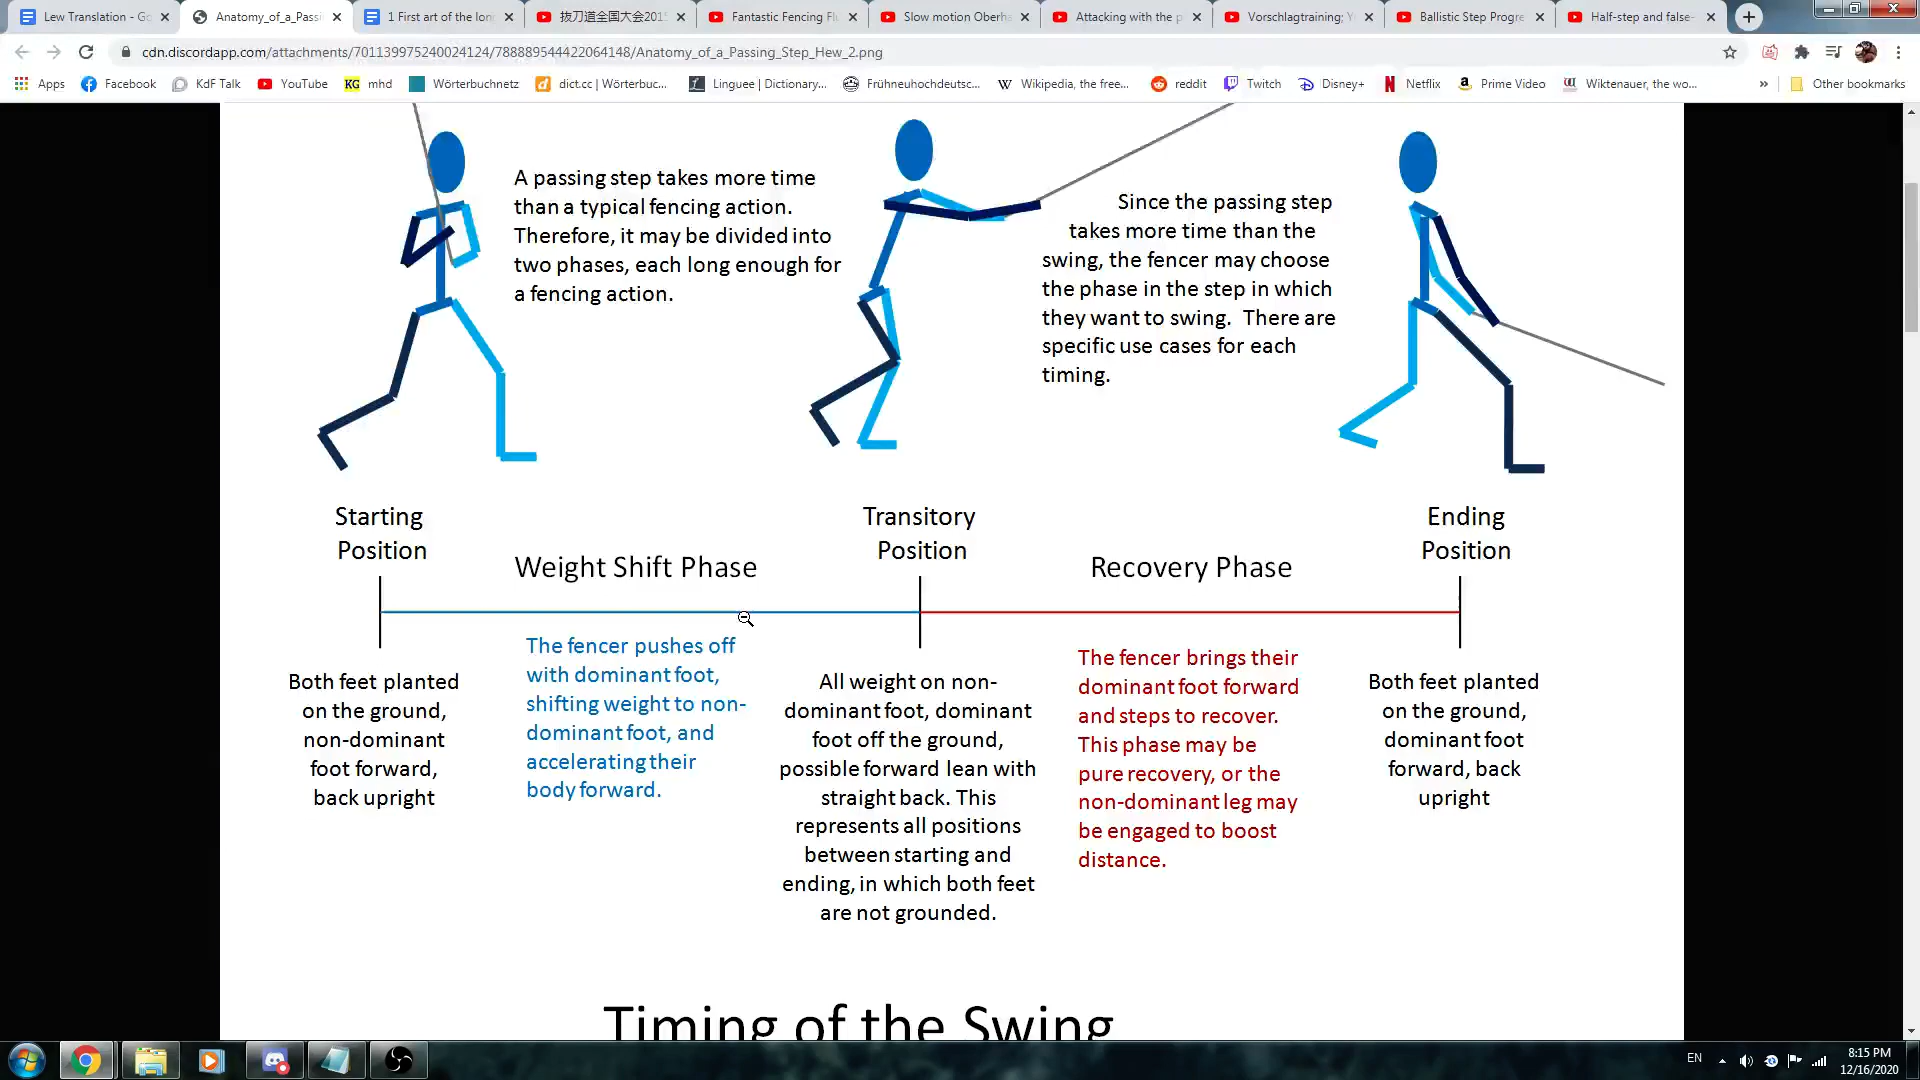 Lew Translation - Go
Anatomy_of_a_Passi
1 First art of the lon
抜刀道全国大会2015
Fantastic Fencing Flu
Slow motion Oberha
Attacking with the p
Vorschlagtraining; Y
Ballistic Step Progre
Half-step and false-
cdn.discordapp.com/attachments/701139975240024124/788889544422064148/Anatomy_of_a_Passing_Step_Hew_2.png
Apps
Facebook
KdF Talk
YouTube
KG mhd
Wörterbuchnetz
dict.cc | Wörterbuc...
Linguee | Dictionary...
Frühneuhochdeutsc...
Wikipedia, the free...
reddit
Twitch
Disney+
Netflix
Prime Video
Wiktenauer, the wo...
Other bookmarks
A passing step takes more time
than a typical fencing action.
Therefore, it may be divided into
two phases, each long enough for
a fencing action.
Since the passing step
takes more time than the
swing, the fencer may choose
the phase in the step in which
they want to swing. There are
specific use cases for each
timing.
Starting
Position
Weight Shift Phase
Transitory
Position
Recovery Phase
Ending
Position
Both feet planted
on the ground,
non-dominant
foot forward,
back upright
The fencer pushes off
with dominant foot,
shifting weight to non-
dominant foot, and
accelerating their
body forward.
All weight on non-
dominant foot, dominant
foot off the ground,
possible forward lean with
straight back. This
represents all positions
between starting and
ending, in which both feet
are not grounded.
The fencer brings their
dominant foot forward
and steps to recover.
This phase may be
pure recovery, or the
non-dominant leg may
be engaged to boost
distance.
Both feet planted
on the ground,
dominant foot
forward, back
upright
Timing of the Swing
EN
8:15 PM
12/16/2020